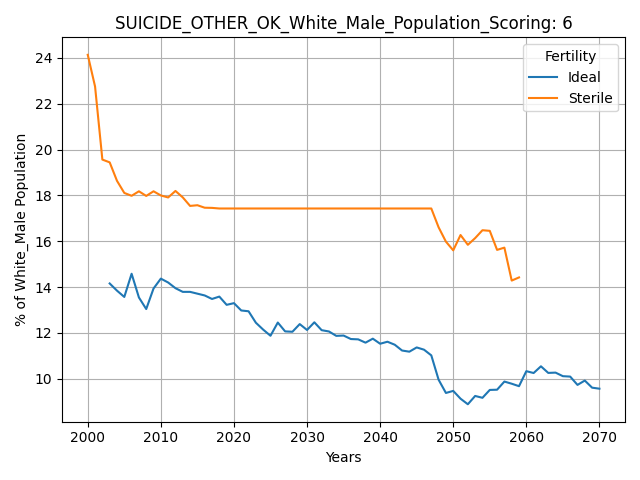 SUICIDE_OTHER_OK_White_Male_Population_Scoring: 6
Fertility
Ideal
Sterile
% of White_Male Population
24
22
20
18
16
14
12
10
2000 2010 2020 2030 2040 2050 2060 2070
Years